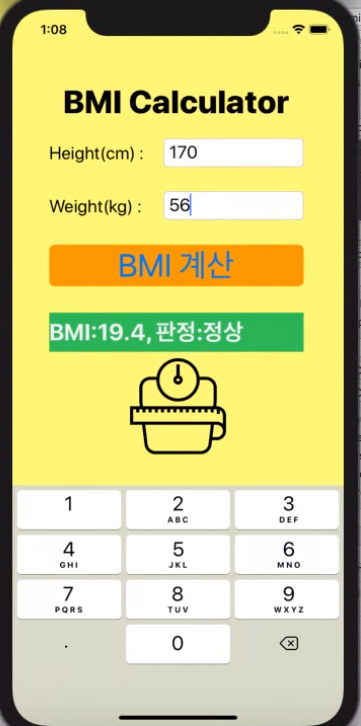 1:08
BMI Calculator
Height(cm) : 170
Weight(kg) : 56
BMI 계산
BMI:19.4, 판정:정상
1 2 3
ABC DEF
4 5 6
GHI JKL MNO
7 8 9
PQRS TUV WXYZ
. 0